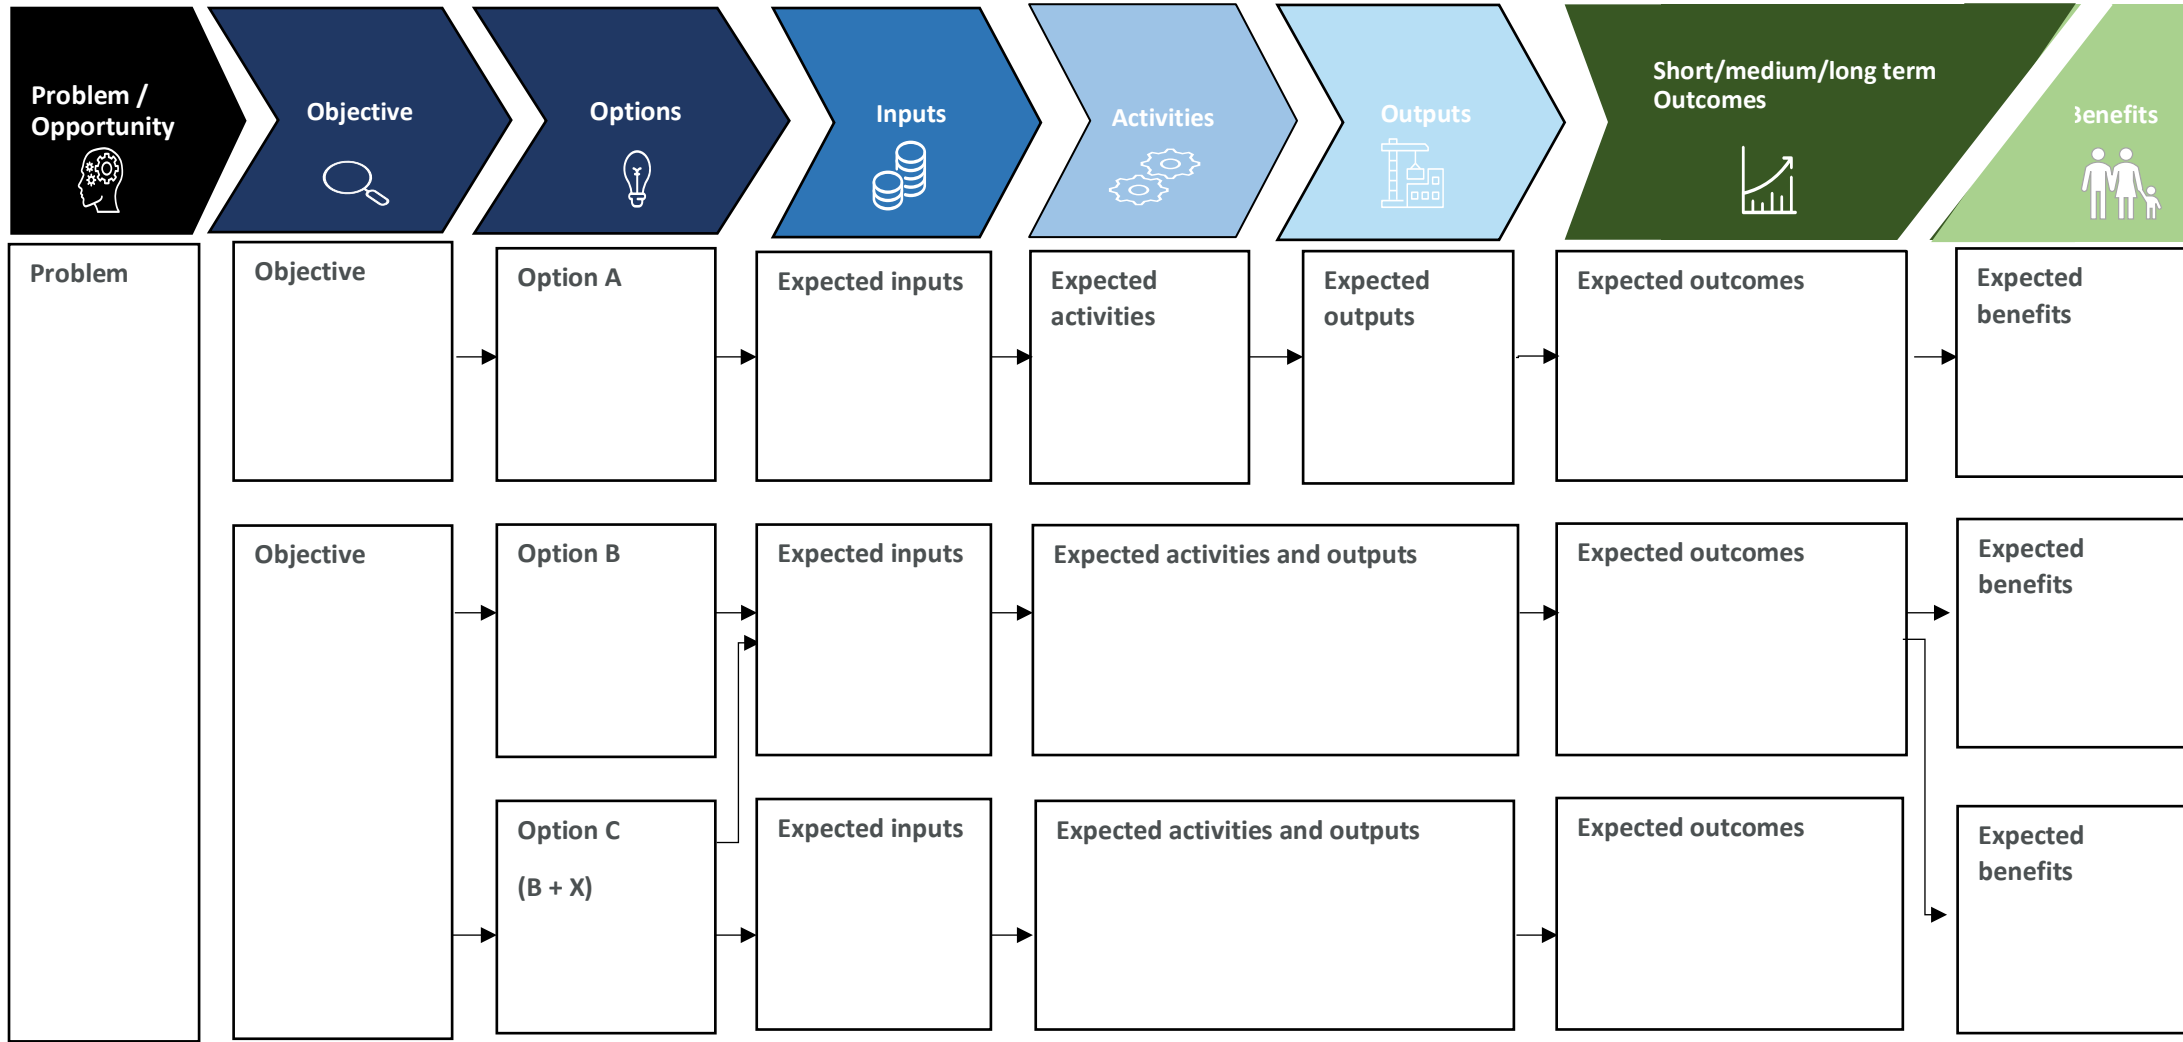 Problem /
Opportunity
Objective
Options
Inputs
Activities
Outputs
Short/medium/long term
Outcomes
Benefits
Problem
Objective
Option A
Expected inputs
Expected
activities
Expected
outputs
Expected outcomes
Expected
benefits
Objective
Option B
Expected inputs
Expected activities and outputs
Expected outcomes
Expected
benefits
Option C
(B + X)
Expected inputs
Expected activities and outputs
Expected outcomes
Expected
benefits